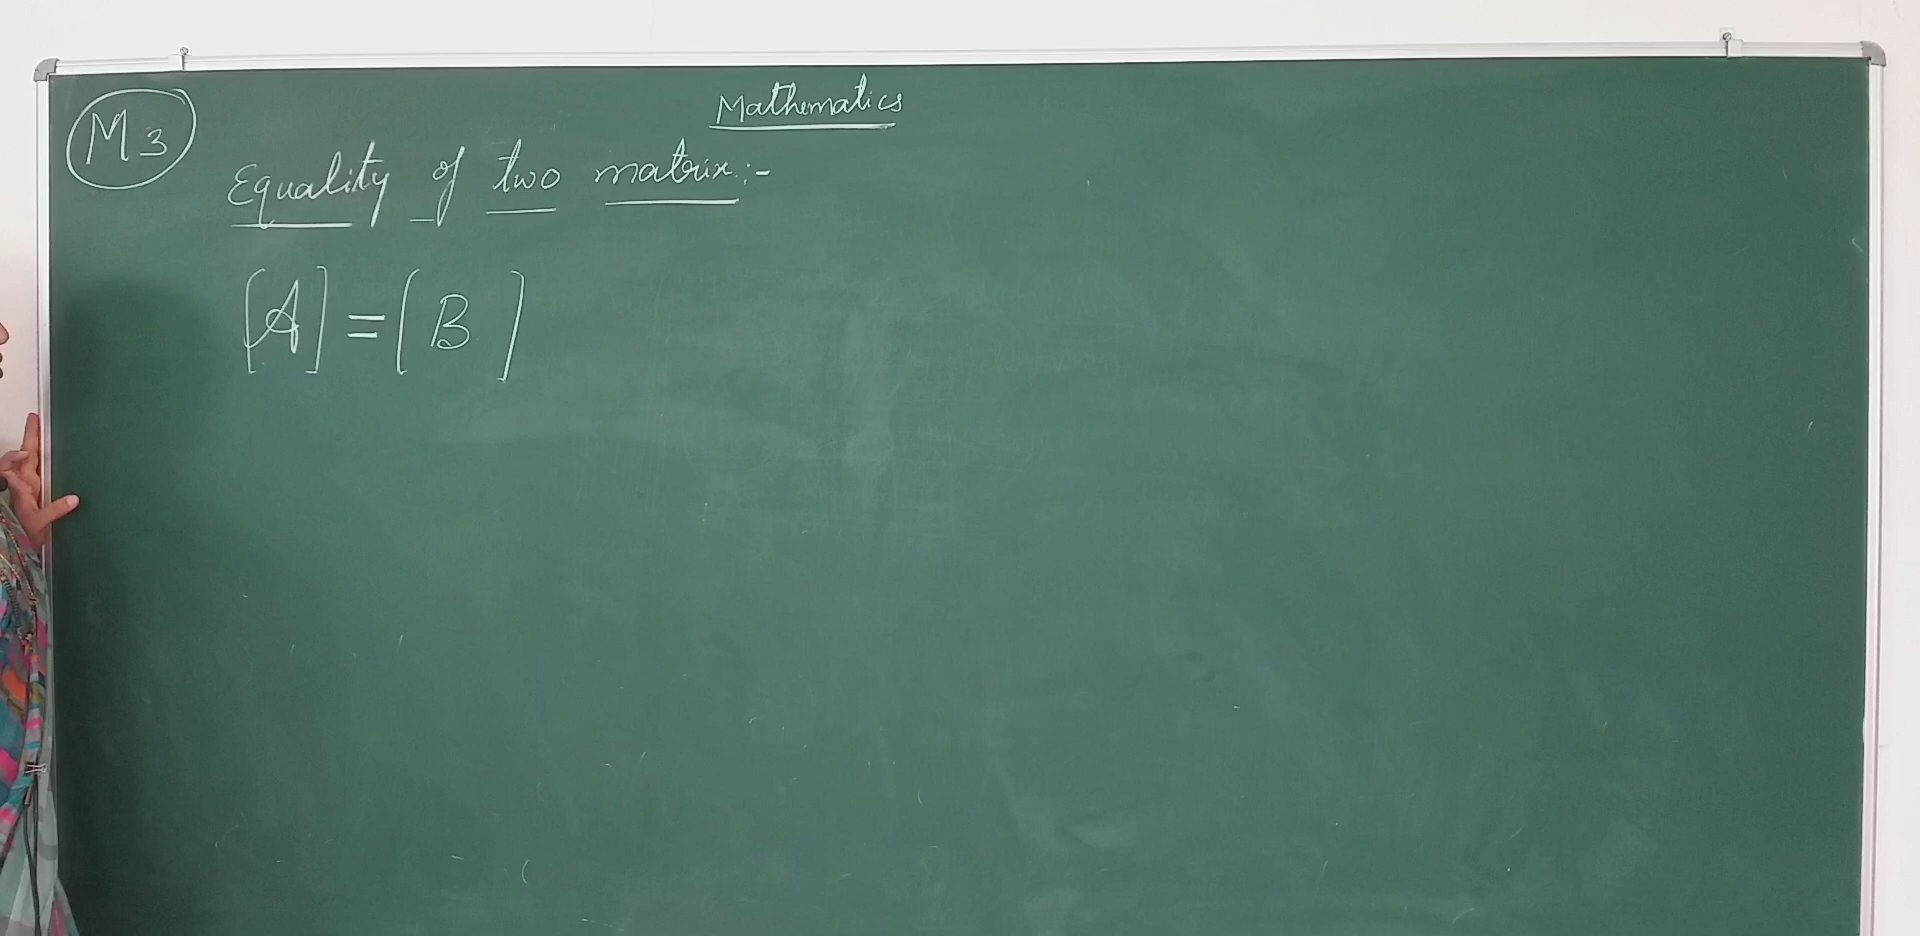 Mathematics
M3
Equality of two matrix:-
[A] = [B]